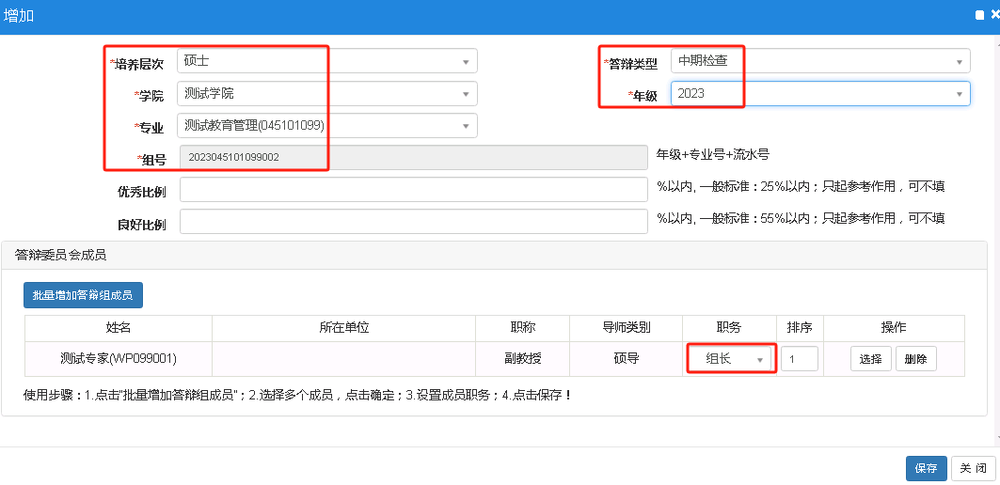 增加
*培养层次 硕士 *答辩类型 中期检查
*学院 测试学院 *年级 2023
*专业 测试教育管理(045101099)
*组号 2023045101099002 年级+专业号+流水号
优秀比例 %以内, 一般标准：25%以内；只起参考作用，可不填
良好比例 %以内, 一般标准：55%以内；只起参考作用，可不填
答辩委员会成员
批量增加答辩组成员
姓名 所在单位 职称 导师类别 职务 排序 操作
测试专家(WP099001) 副教授 硕导 组长 1 选择 删除
使用步骤：1.点击"批量增加答辩组成员"；2.选择多个成员，点击确定；3.设置成员职务；4.点击保存！
保存 关 闭